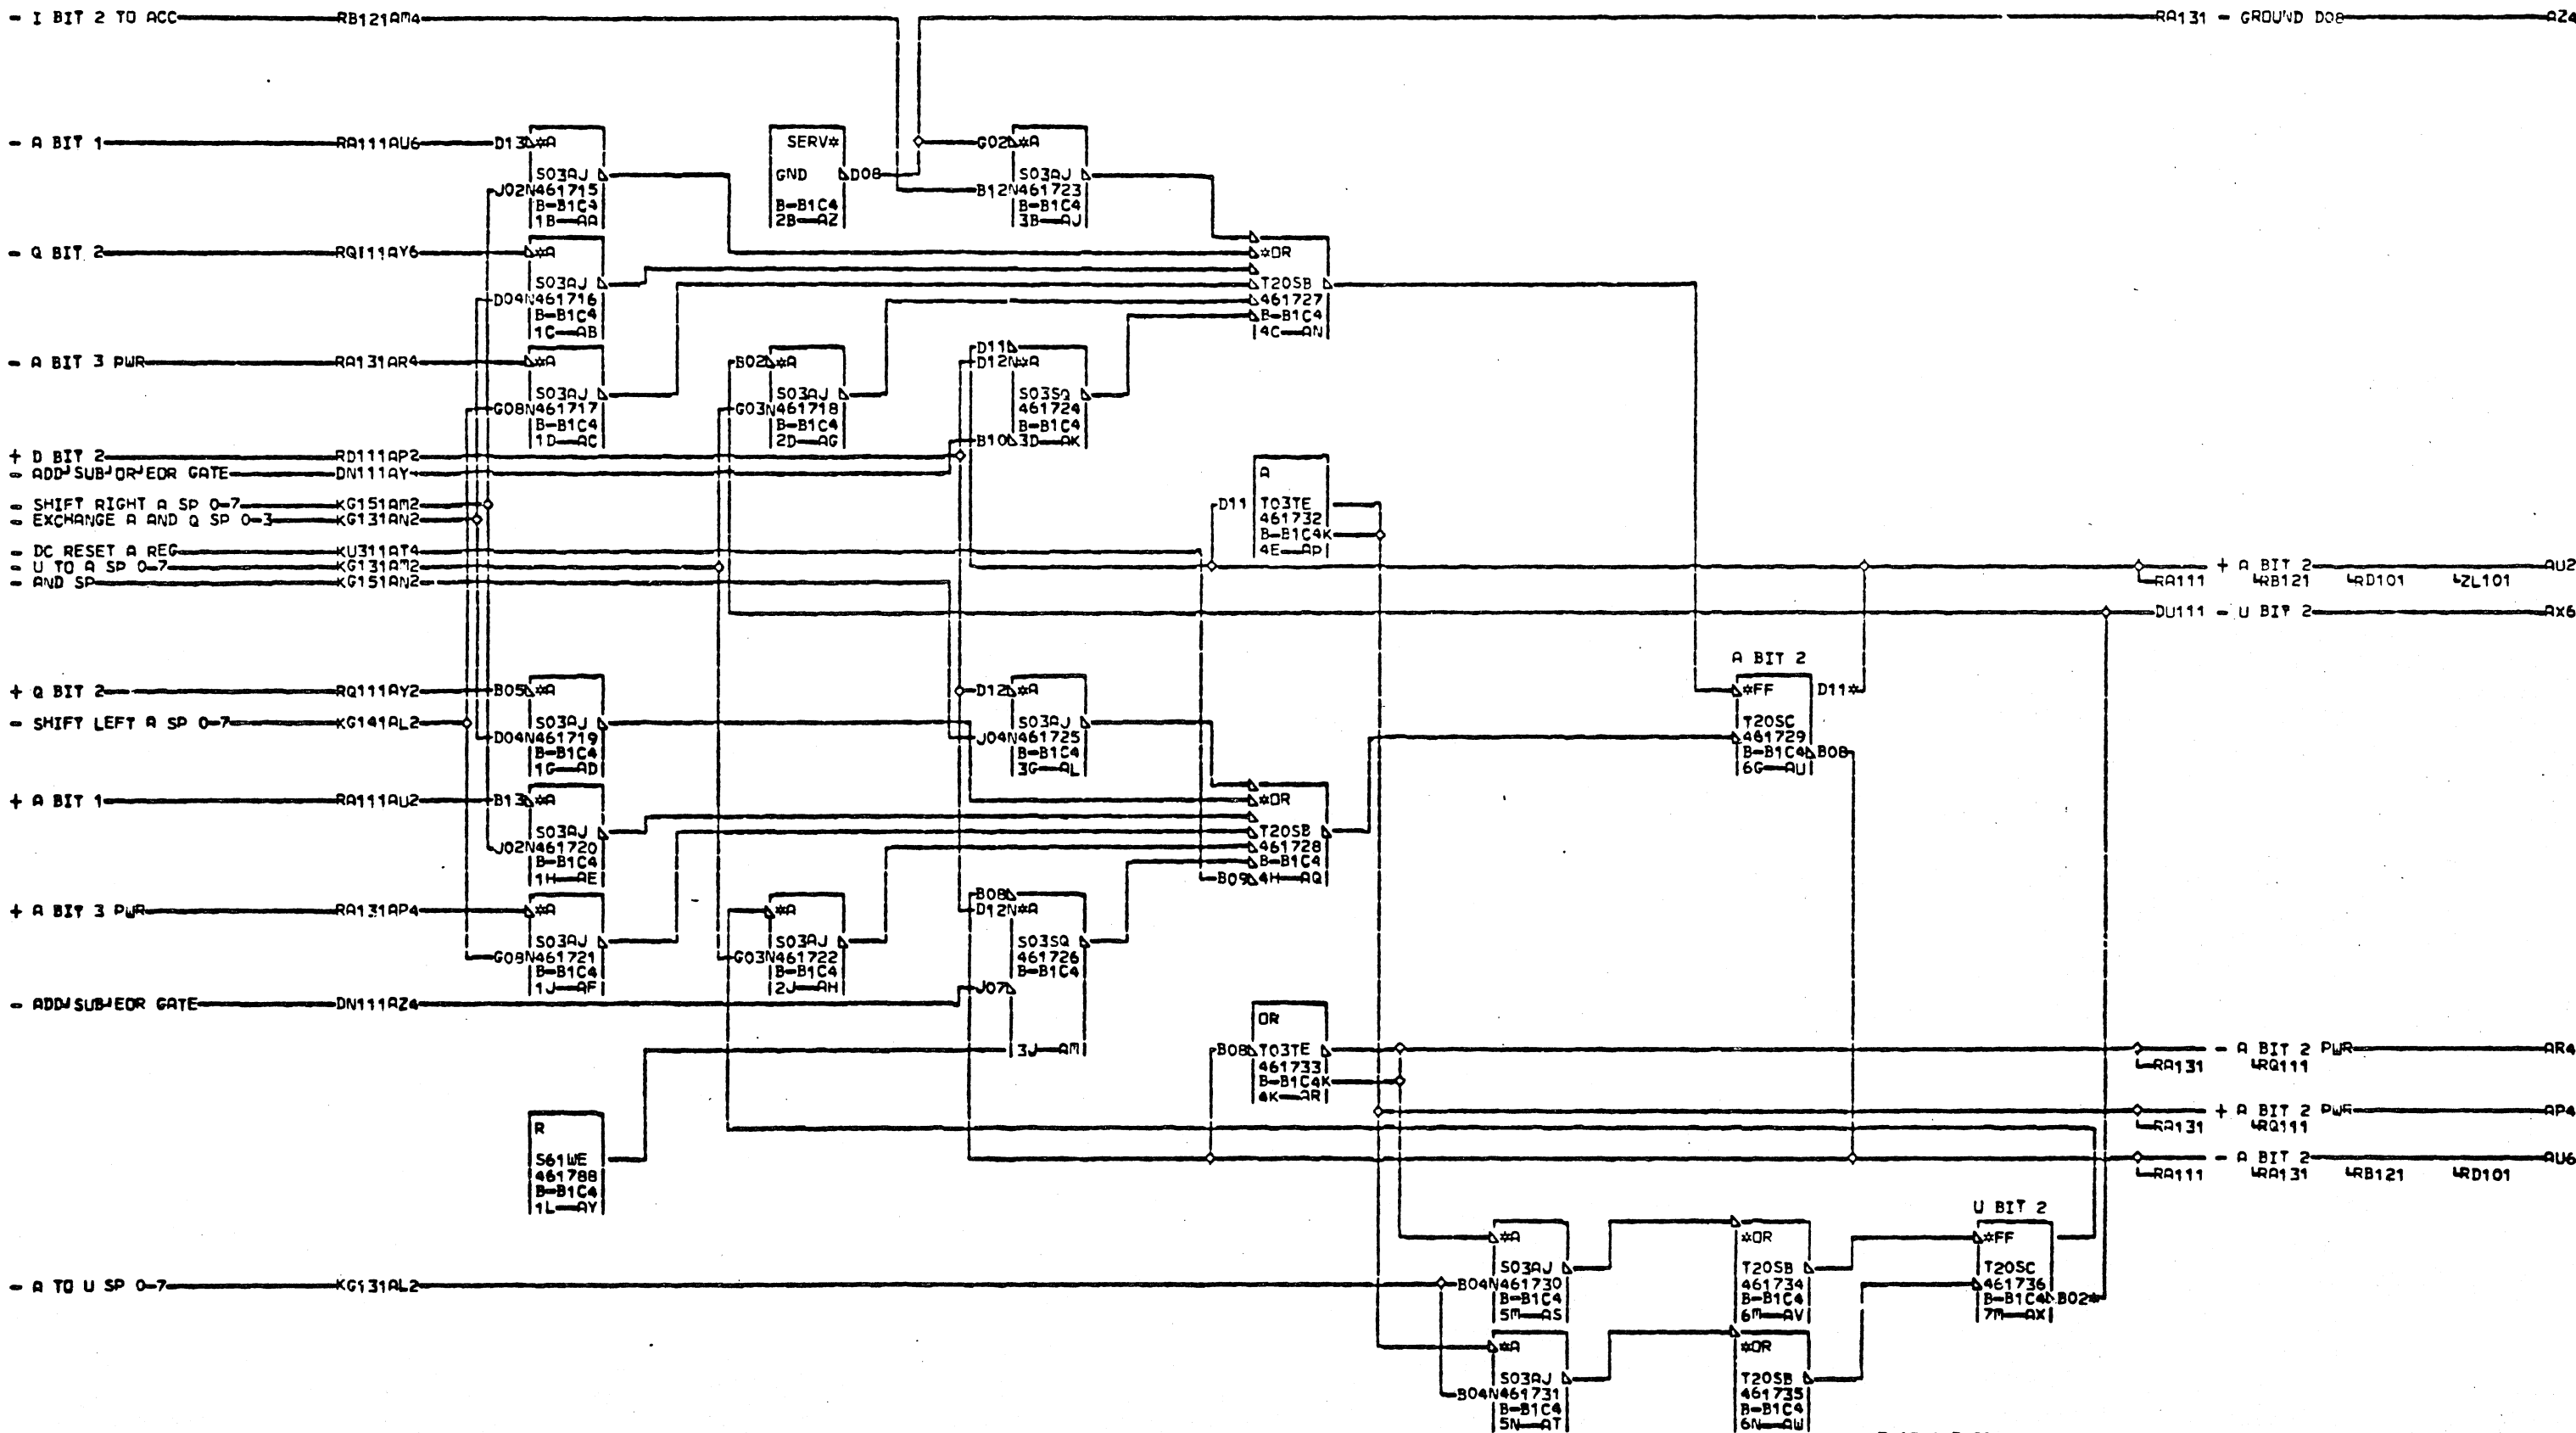 - I BIT 2 TO ACC RB121AM4 RA131 - GROUND D08 AZ4
- A BIT 1 RA111AU6 D13 *A S03AJ J02N461715 B-B1C4 1B-AA
SERV* GND D08 B-B1C4 2B-AZ
G02 *A S03AJ B12N461723 B-B1C4 3B-AJ
- Q BIT 2 RQ111AY6 *A S03AJ D04N461716 B-B1C4 1C-AB
*OR T20SB 461727 B-B1C4 4C-AN
- A BIT 3 PWR RA131AR4 *A S03AJ G08N461717 B-B1C4 1D-AC
B02 *A S03AJ G03N461718 B-B1C4 2D-AG
D11 D12N*A S03SQ 461724 B-B1C4 B10 3D-AK
+ D BIT 2 RD111AP2
- ADD SUB OR EOR GATE DN111AY
- SHIFT RIGHT A SP 0-7 KG151AM2
- EXCHANGE A AND Q SP 0-3 KG131AN2
- DC RESET A REG KU311AT4
- U TO A SP 0-7 KG131AM2
- AND SP KG151AN2
A D11 T03TE 461732 B-B1C4K 4E-AP
+ A BIT 2 AU2
RA111 RB121 RD101 ZL101
DU111 - U BIT 2 AX6
A BIT 2
*FF D11* T20SC 461729 B-B1C4 B08 6G-AU
+ Q BIT 2 RQ111AY2 B05 *A S03AJ D04N461719 B-B1C4 1G-AD
- SHIFT LEFT A SP 0-7 KG141AL2
D12 *A S03AJ J04N461725 B-B1C4 3G-AL
+ A BIT 1 RA111AU2 B13 *A S03AJ J02N461720 B-B1C4 1H-AE
*OR T20SB 461728 B-B1C4 B09 4H-AQ
+ A BIT 3 PWR RA131AP4 *A S03AJ G08N461721 B-B1C4 1J-AF
*A S03AJ G03N461722 B-B1C4 2J-AH
B08 D12N*A S03SQ 461726 B-B1C4 J07 3J-AM
- ADD SUB EOR GATE DN111AZ4
OR B08 T03TE 461733 B-B1C4K 4K-AR
- A BIT 2 PWR AR4
RA131 RQ111
+ A BIT 2 PWR AP4
RA131 RQ111
- A BIT 2 AU6
RA111 RA131 RB121 RD101
R S61WE 461788 B-B1C4 1L-AY
U BIT 2
*A S03AJ B04N461730 B-B1C4 5M-AS
*OR T20SB 461734 B-B1C4 6M-AV
*FF T20SC 461736 B-B1C4 B02* 7M-AX
- A TO U SP 0-7 KG131AL2
*A S03AJ B04N461731 B-B1C4 5N-AT
*OR T20SB 461735 B-B1C4 6N-AW